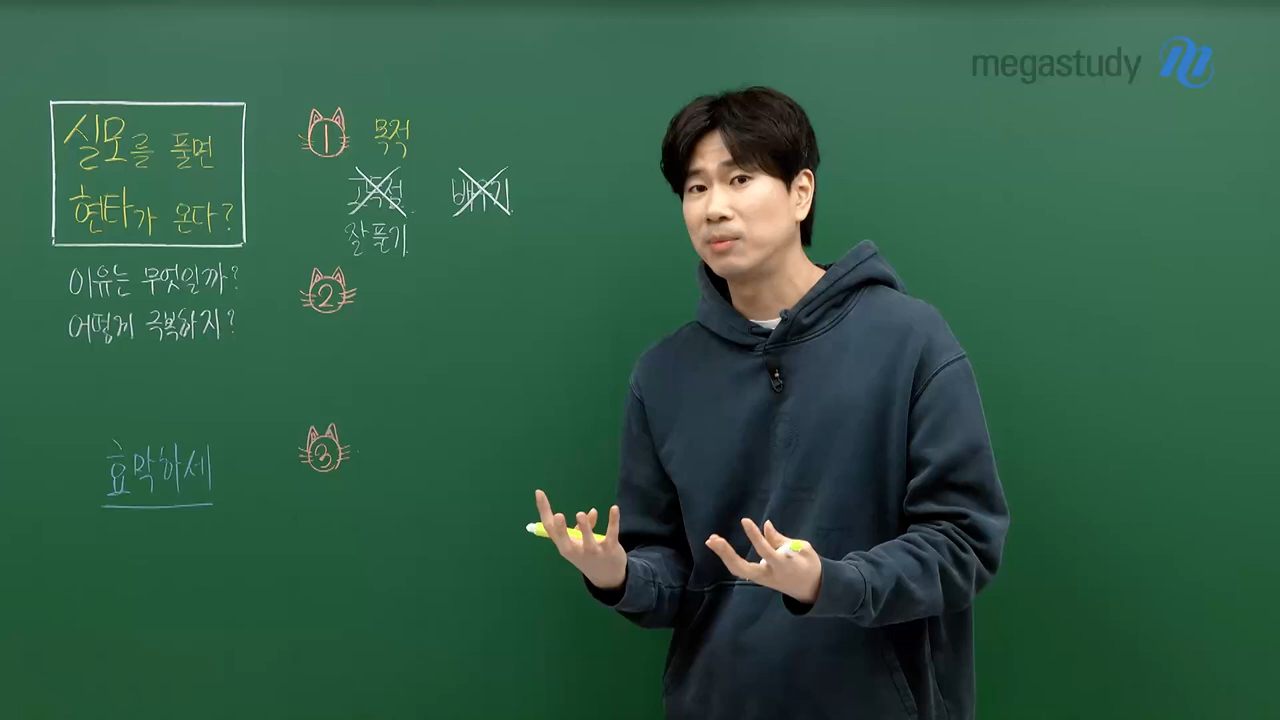 megastudy
실모를 풀면
현타가 온다?
이유는 무엇일까?
어떻게 극복하지?
효막하세
1 목적
고득점. 배우기.
잘 풀기.
2
3